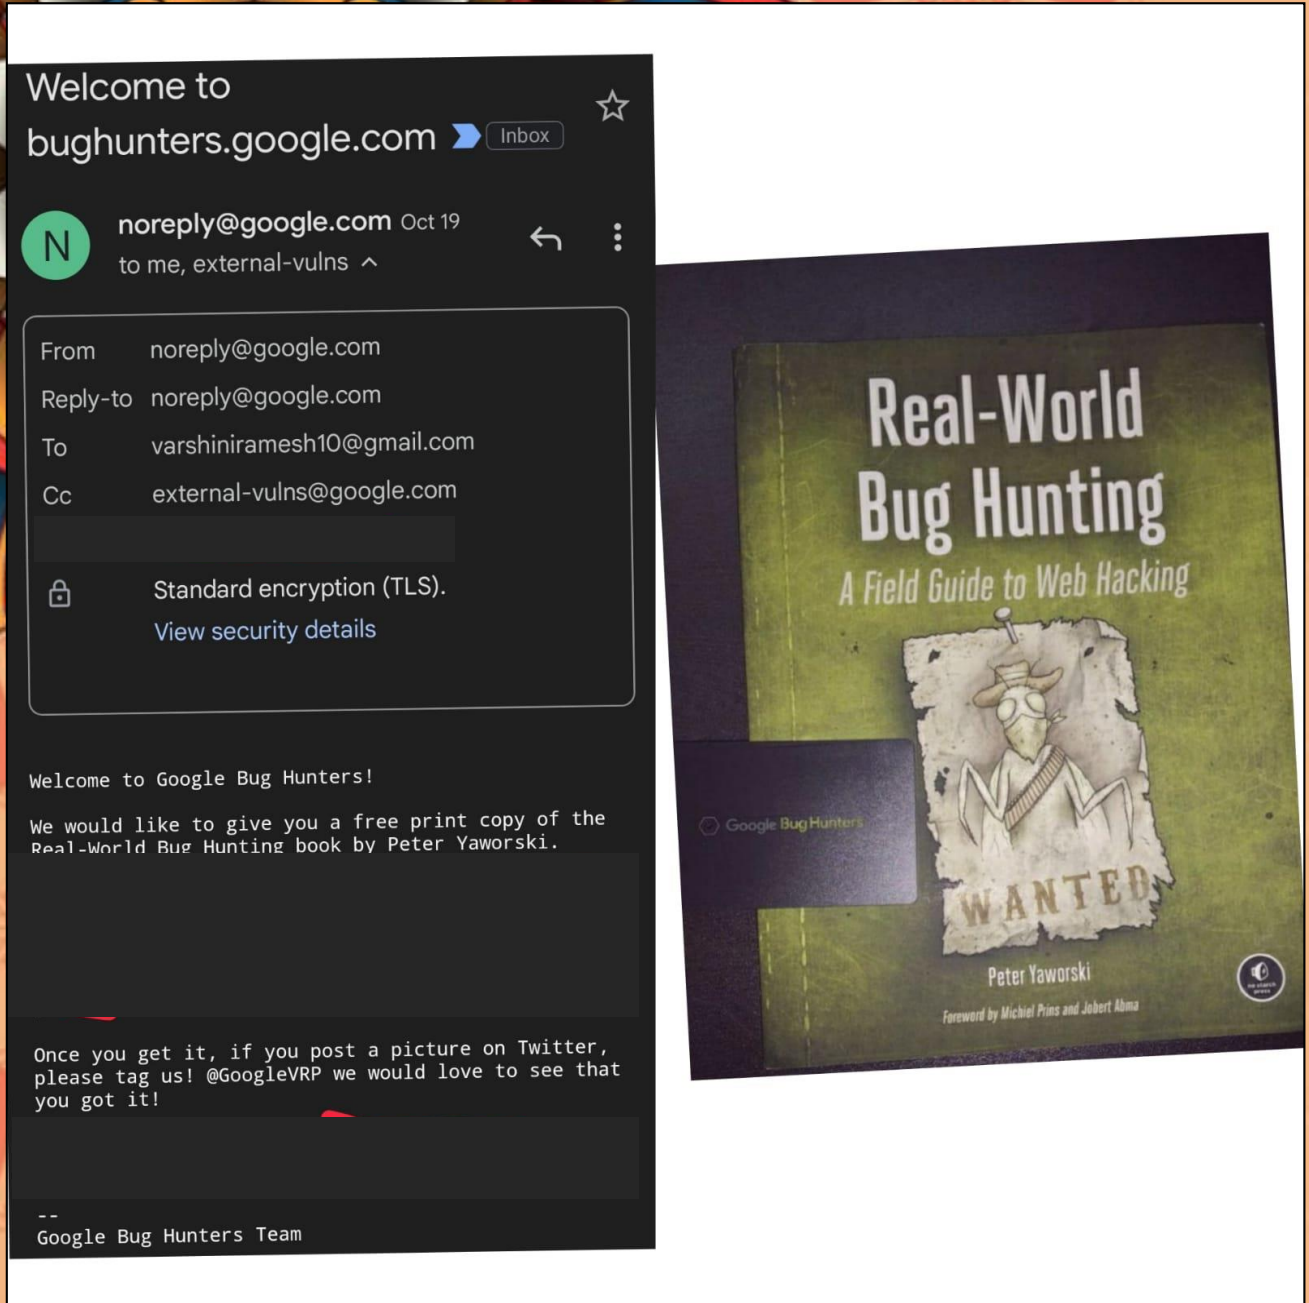 Welcome to
bughunters.google.com Inbox
N
noreply@google.com Oct 19
to me, external-vulns
From noreply@google.com
Reply-to noreply@google.com
To varshiniramesh10@gmail.com
Cc external-vulns@google.com
Standard encryption (TLS).
View security details
Welcome to Google Bug Hunters!
We would like to give you a free print copy of the
Real-World Bug Hunting book by Peter Yaworski.
Once you get it, if you post a picture on Twitter,
please tag us! @GoogleVRP we would love to see that
you got it!
--
Google Bug Hunters Team
Real-World
Bug Hunting
A Field Guide to Web Hacking
Google Bug Hunters
WANTED
Peter Yaworski
Foreword by Michiel Prins and Jobert Abma
no starch
press